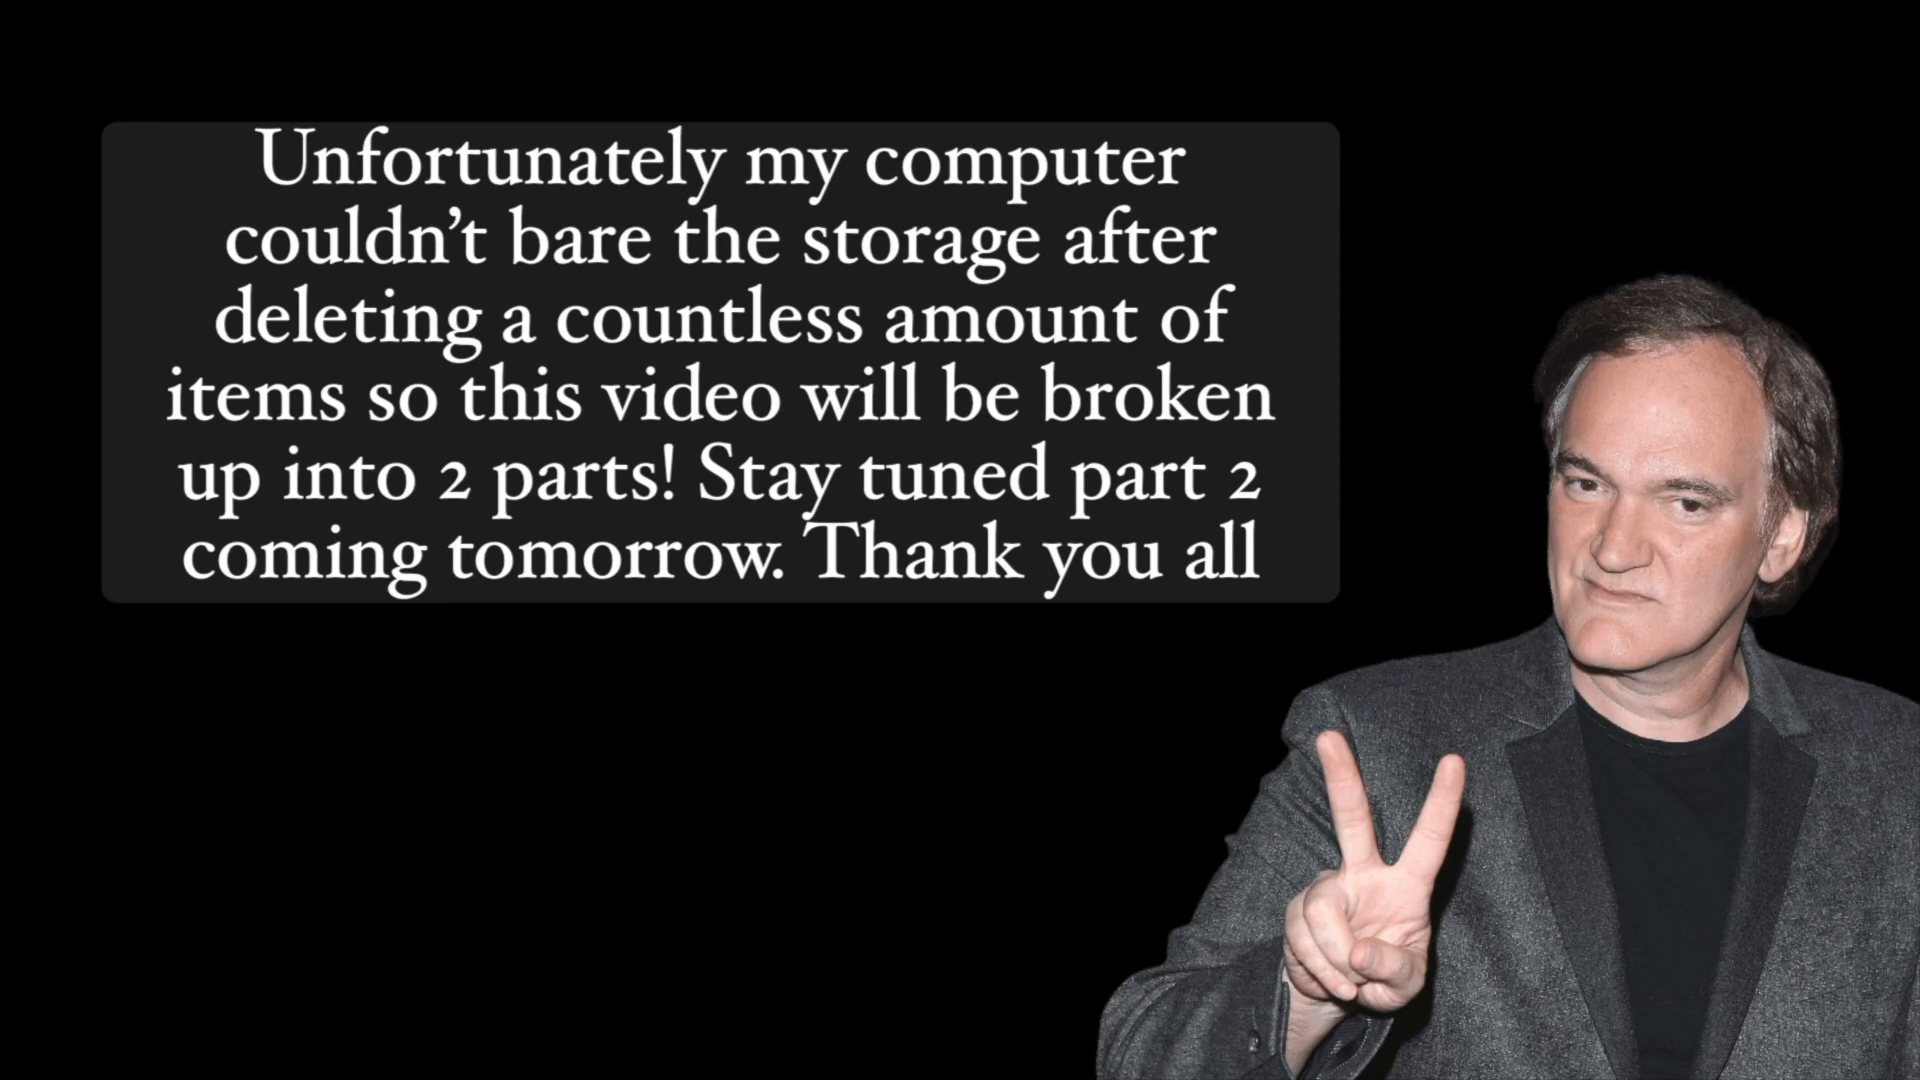 Unfortunately my computer
couldn’t bare the storage after
deleting a countless amount of
items so this video will be broken
up into 2 parts! Stay tuned part 2
coming tomorrow. Thank you all